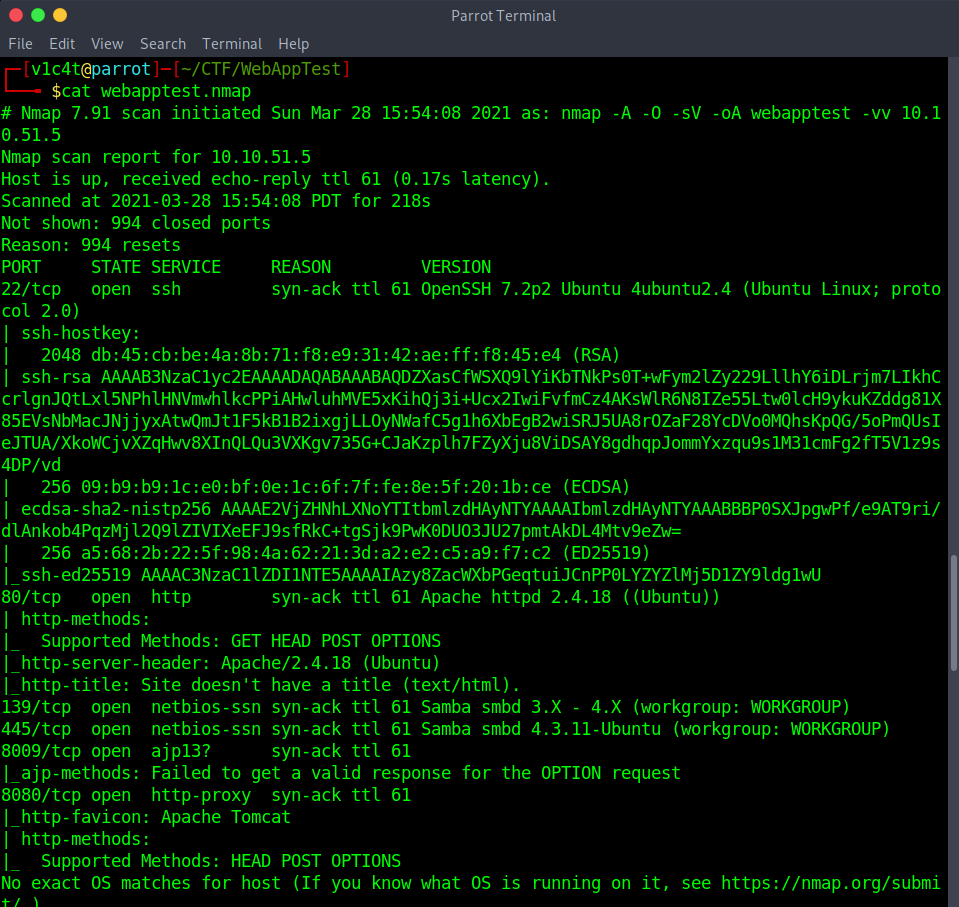 Parrot Terminal
File Edit View Search Terminal Help
[v1c4t@parrot]─[~/CTF/WebAppTest]
$cat webapptest.nmap
# Nmap 7.91 scan initiated Sun Mar 28 15:54:08 2021 as: nmap -A -O -sV -oA webapptest -vv 10.1
0.51.5
Nmap scan report for 10.10.51.5
Host is up, received echo-reply ttl 61 (0.17s latency).
Scanned at 2021-03-28 15:54:08 PDT for 218s
Not shown: 994 closed ports
Reason: 994 resets
PORT     STATE SERVICE     REASON         VERSION
22/tcp   open  ssh         syn-ack ttl 61 OpenSSH 7.2p2 Ubuntu 4ubuntu2.4 (Ubuntu Linux; proto
col 2.0)
| ssh-hostkey:
|   2048 db:45:cb:be:4a:8b:71:f8:e9:31:42:ae:ff:f8:45:e4 (RSA)
| ssh-rsa AAAAB3NzaC1yc2EAAAADAQABAAABAQDZXasCfWSXQ9lYiKbTNkPs0T+wFym2lZy229LllhY6iDLrjm7LIkhC
crlgnJQtLxl5NPhlHNVmwhlkcPPiAHwluhMVE5xKihQj3i+Ucx2IwiFvfmCz4AKsWlR6N8IZe55Ltw0lcH9ykuKZddg81X
85EVsNbMacJNjjyxAtwQmJt1F5kB1B2ixgjLLOyNWafC5g1h6XbEgB2wiSRJ5UA8rOZaF28YcDVo0MQhsKpQG/5oPmQUsI
eJTUA/XkoWCjvXZqHwv8XInQLQu3VXKgv735G+CJaKzplh7FZyXju8ViDSAY8gdhqpJommYxzqu9s1M31cmFg2fT5V1z9s
4DP/vd
|   256 09:b9:b9:1c:e0:bf:0e:1c:6f:7f:fe:8e:5f:20:1b:ce (ECDSA)
| ecdsa-sha2-nistp256 AAAAE2VjZHNhLXNoYTItbmlzdHAyNTYAAAAIbmlzdHAyNTYAAABBBP0SXJpgwPf/e9AT9ri/
dlAnkob4PqzMjl2Q9lZIVIXeEFJ9sfRkC+tgSjk9PwK0DUO3JU27pmtAkDL4Mtv9eZw=
|   256 a5:68:2b:22:5f:98:4a:62:21:3d:a2:e2:c5:a9:f7:c2 (ED25519)
|_ssh-ed25519 AAAAC3NzaC1lZDI1NTE5AAAAIAzy8ZacWXbPGeqtuiJCnPP0LYZYZlMj5D1ZY9ldg1wU
80/tcp   open  http        syn-ack ttl 61 Apache httpd 2.4.18 ((Ubuntu))
| http-methods:
|_  Supported Methods: GET HEAD POST OPTIONS
|_http-server-header: Apache/2.4.18 (Ubuntu)
|_http-title: Site doesn't have a title (text/html).
139/tcp  open  netbios-ssn syn-ack ttl 61 Samba smbd 3.X - 4.X (workgroup: WORKGROUP)
445/tcp  open  netbios-ssn syn-ack ttl 61 Samba smbd 4.3.11-Ubuntu (workgroup: WORKGROUP)
8009/tcp open  ajp13?      syn-ack ttl 61
|_ajp-methods: Failed to get a valid response for the OPTION request
8080/tcp open  http-proxy  syn-ack ttl 61
|_http-favicon: Apache Tomcat
| http-methods:
|_  Supported Methods: HEAD POST OPTIONS
No exact OS matches for host (If you know what OS is running on it, see https://nmap.org/submi
t/ )